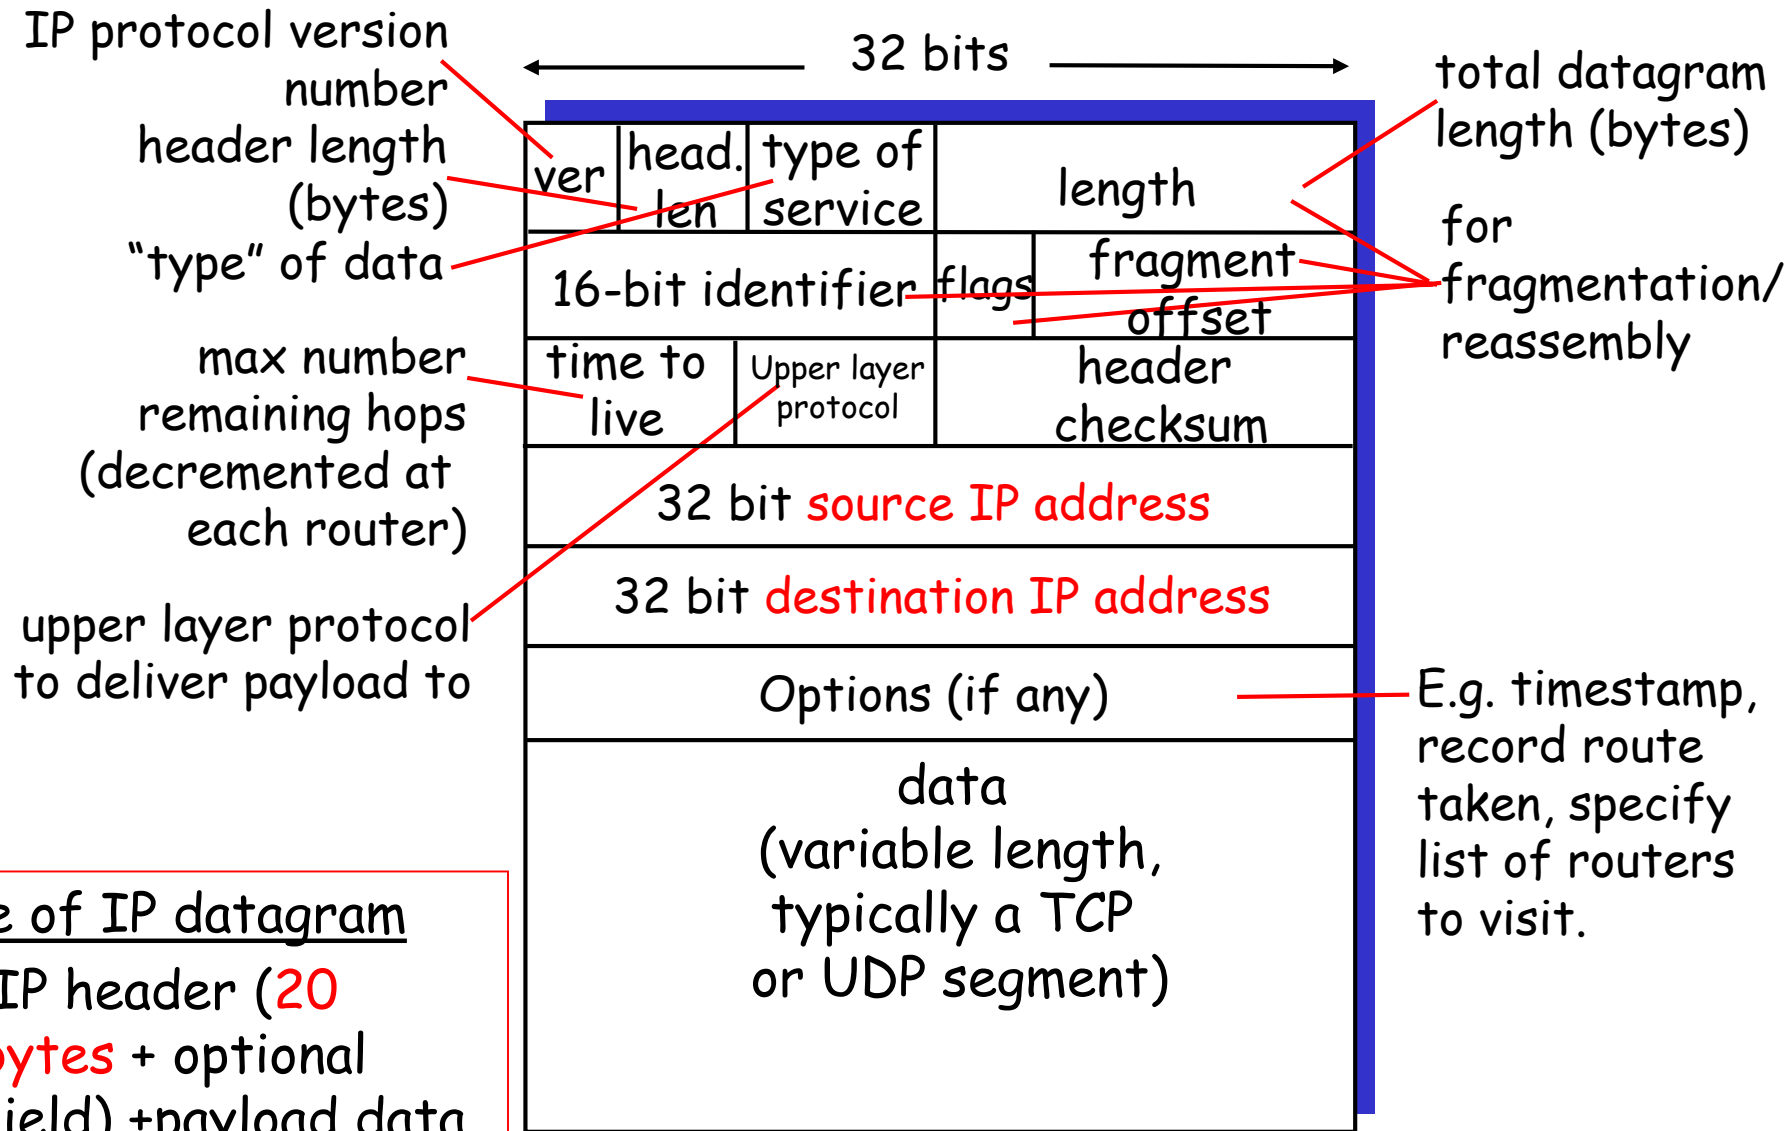 IP protocol version
number
header length
(bytes)
"type" of data
max number
remaining hops
(decremented at
each router)
upper layer protocol
to deliver payload to
32 bits
ver
head.
len
type of
service
length
16-bit identifier
flags
fragment
offset
time to
live
Upper layer
protocol
header
checksum
32 bit source IP address
32 bit destination IP address
Options (if any)
data
(variable length,
typically a TCP
or UDP segment)
total datagram
length (bytes)
for
fragmentation/
reassembly
E.g. timestamp,
record route
taken, specify
list of routers
to visit.
of IP datagram
IP header (20
+ optional
+payload data